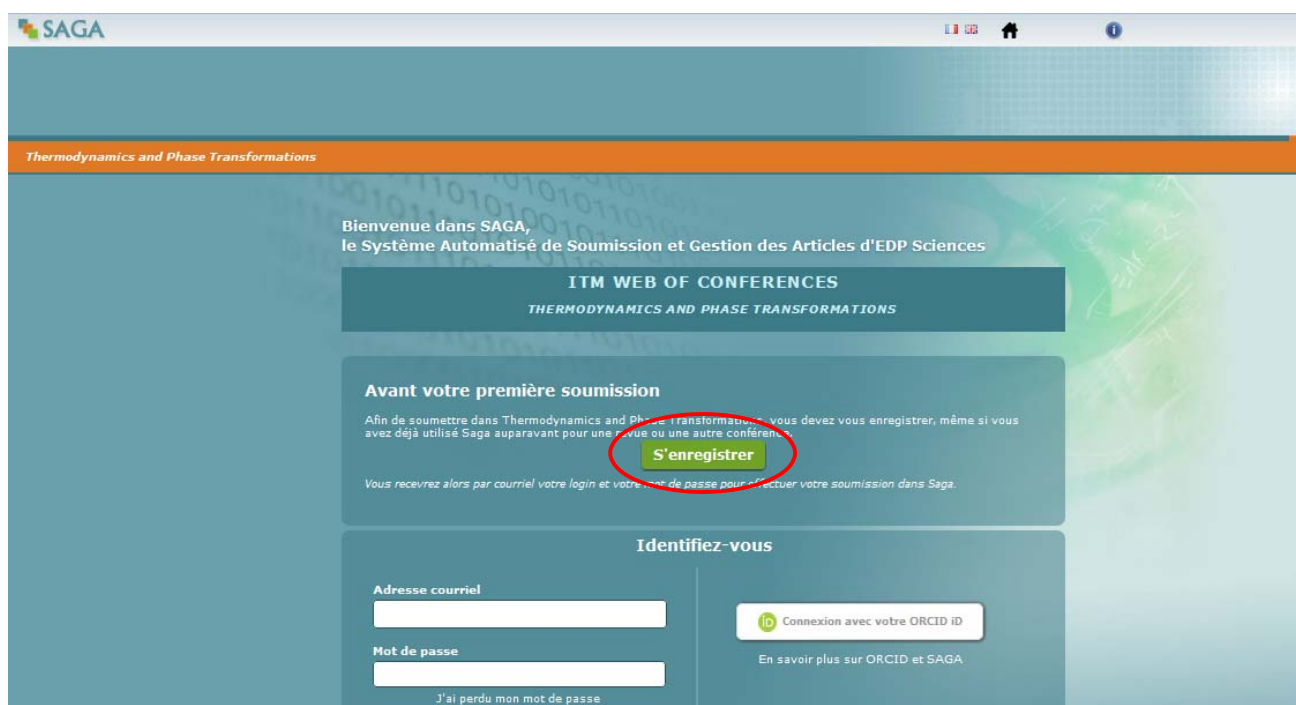 SAGA
Thermodynamics and Phase Transformations
Bienvenue dans SAGA,
le Système Automatisé de Soumission et Gestion des Articles d'EDP Sciences
ITM WEB OF CONFERENCES
THERMODYNAMICS AND PHASE TRANSFORMATIONS
Avant votre première soumission
Afin de soumettre dans Thermodynamics and Phase Transformations, vous devez vous enregistrer, même si vous
avez déjà utilisé Saga auparavant pour une revue ou une autre conférence.
S'enregistrer
Vous recevrez alors par courriel votre login et votre mot de passe pour effectuer votre soumission dans Saga.
Identifiez-vous
Adresse courriel
iD Connexion avec votre ORCID iD
Mot de passe
En savoir plus sur ORCID et SAGA
J'ai perdu mon mot de passe